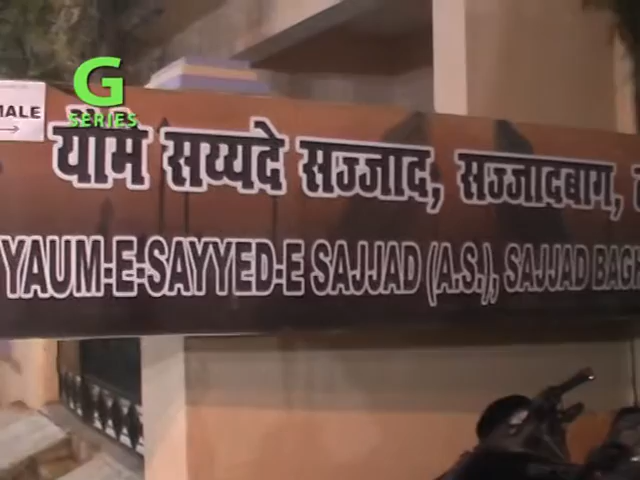 G
SERIES
MALE
→
यौमे सय्यदे सज्जाद, सज्जादबाग,
YAUM-E-SAYYED-E SAJJAD (A.S.), SAJJAD BAGH